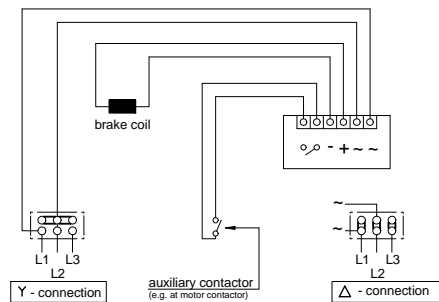 brake coil
- + ~ ~
~
~
L1 L3
L2
Y - connection
auxiliary contactor
(e.g. at motor contactor)
L1 L3
L2
Δ - connection